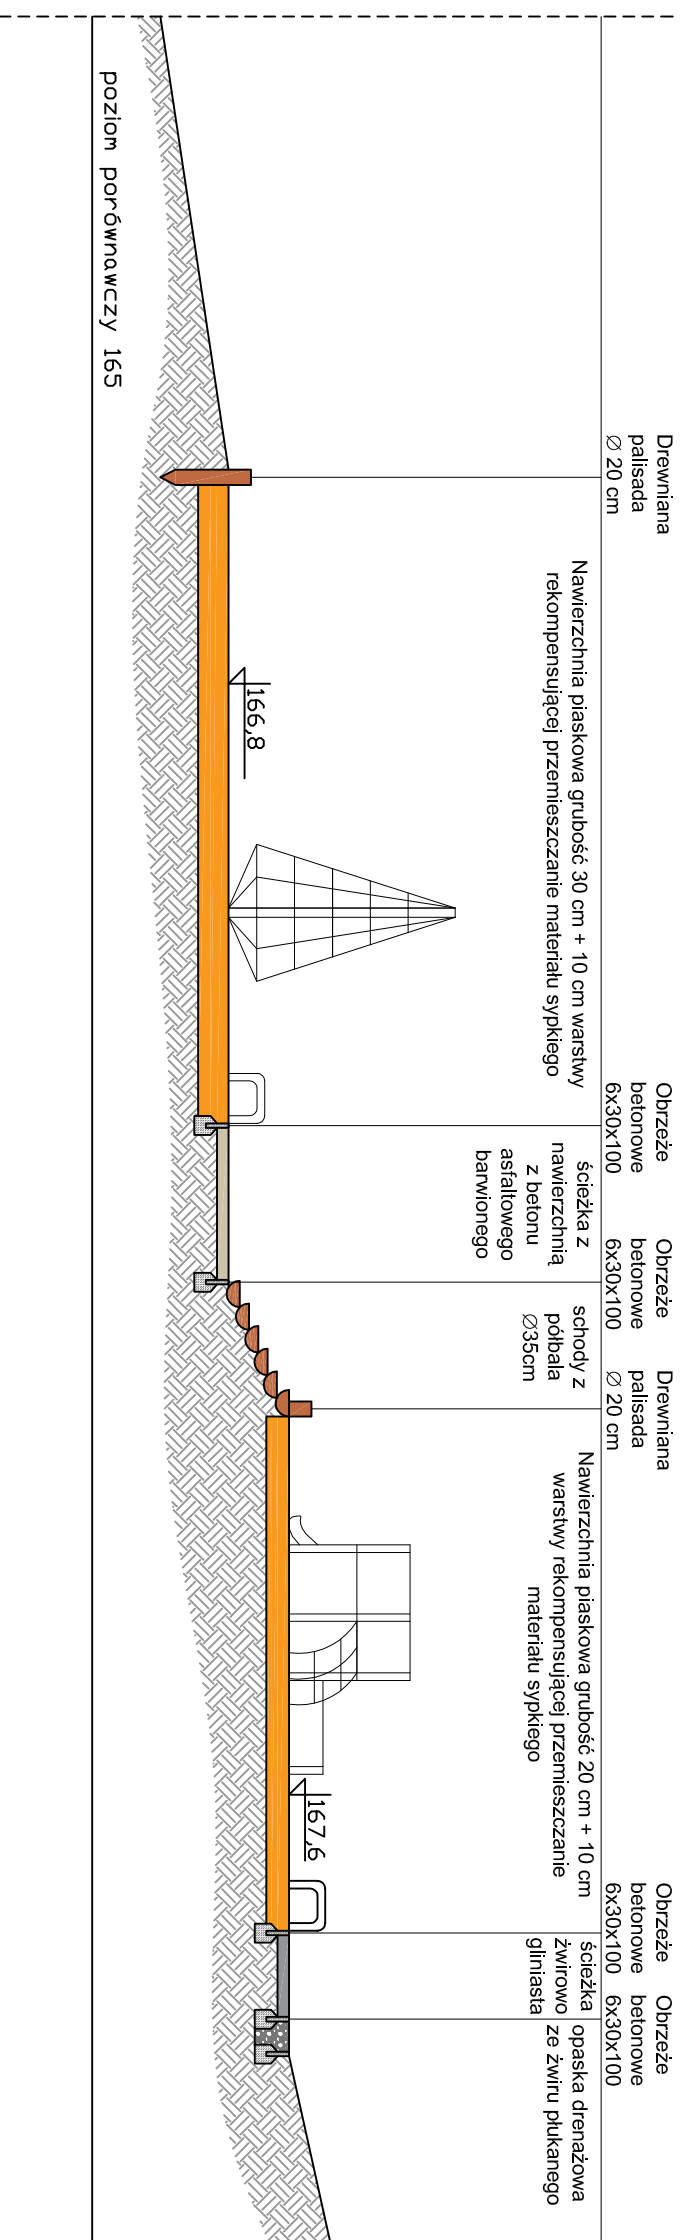 Drewniana
palisada
Ø 20 cm
Nawierzchnia piaskowa grubość 30 cm + 10 cm warstwy
rekompensującej przemieszczanie materiału sypkiego
Obrzeże
betonowe
6x30x100
ścieżka z
nawierzchnią
z betonu
asfaltowego
barwionego
Obrzeże
betonowe
6x30x100
schody z
półbala
Ø35cm
Drewniana
palisada
Ø 20 cm
Nawierzchnia piaskowa grubość 20 cm + 10 cm
warstwy rekompensującej przemieszczanie
materiału sypkiego
Obrzeże
betonowe
6x30x100
ścieżka
żwirowo
gliniasta
Obrzeże
betonowe
6x30x100
opaska drenażowa
ze żwiru płukanego
166,8
167,6
poziom porównawczy 165